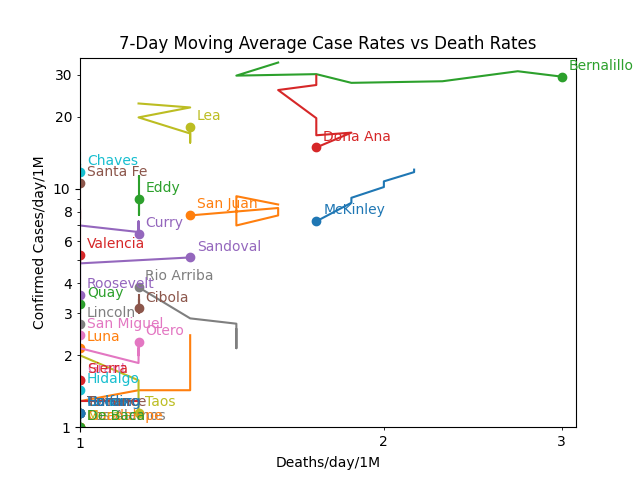 7-Day Moving Average Case Rates vs Death Rates
Bernalillo
30
Lea
20
Dona Ana
Chaves
Santa Fe
10
Eddy
San Juan
McKinley
8
Curry
6
Valencia
Sandoval
Rio Arriba
Roosevelt
4
Quay
Cibola
3
Lincoln
San Miguel
Otero
Luna
2
Sierra
Hidalgo
Taos
De Baca
1
1
2
3
Deaths/day/1M
Confirmed Cases/day/1M